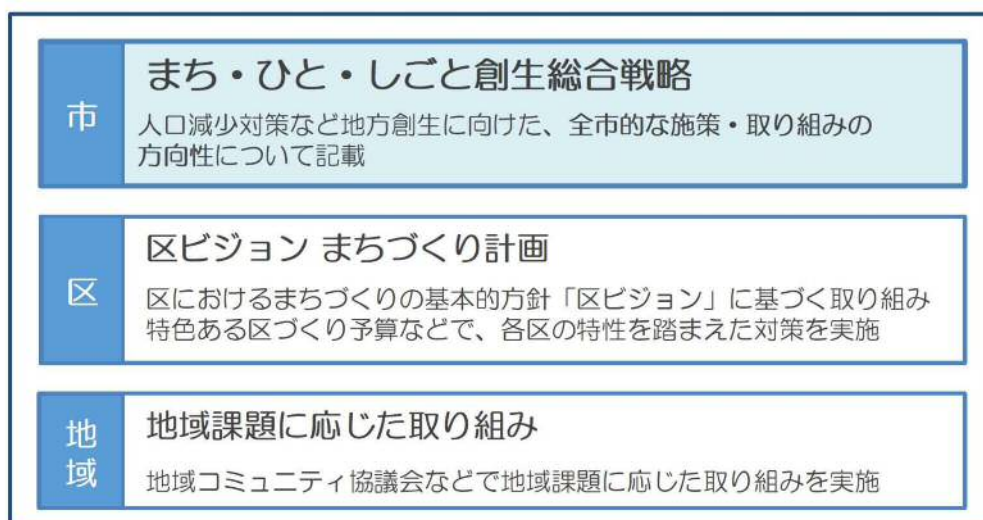 市
まち・ひと・しごと創生総合戦略
人口減少対策など地方創生に向けた、全市的な施策・取り組みの
方向性について記載
区
区ビジョン まちづくり計画
区におけるまちづくりの基本的方針「区ビジョン」に基づく取り組み
特色ある区づくり予算などで、各区の特性を踏まえた対策を実施
地域
地域課題に応じた取り組み
地域コミュニティ協議会などで地域課題に応じた取り組みを実施